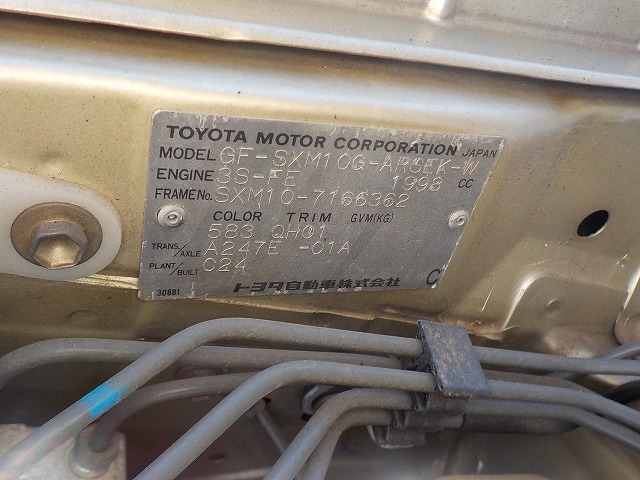 TOYOTA MOTOR CORPORATION JAPAN
MODEL GF-SXM10G-ARSEK-W
ENGINE 3S-FE 1998 CC
FRAME No. SXM10-7166362
COLOR TRIM GVM(KG)
583 QH01
TRANS./AXLE A247E -01A
PLANT/BUILT C24
30881 トヨタ自動車株式会社 C